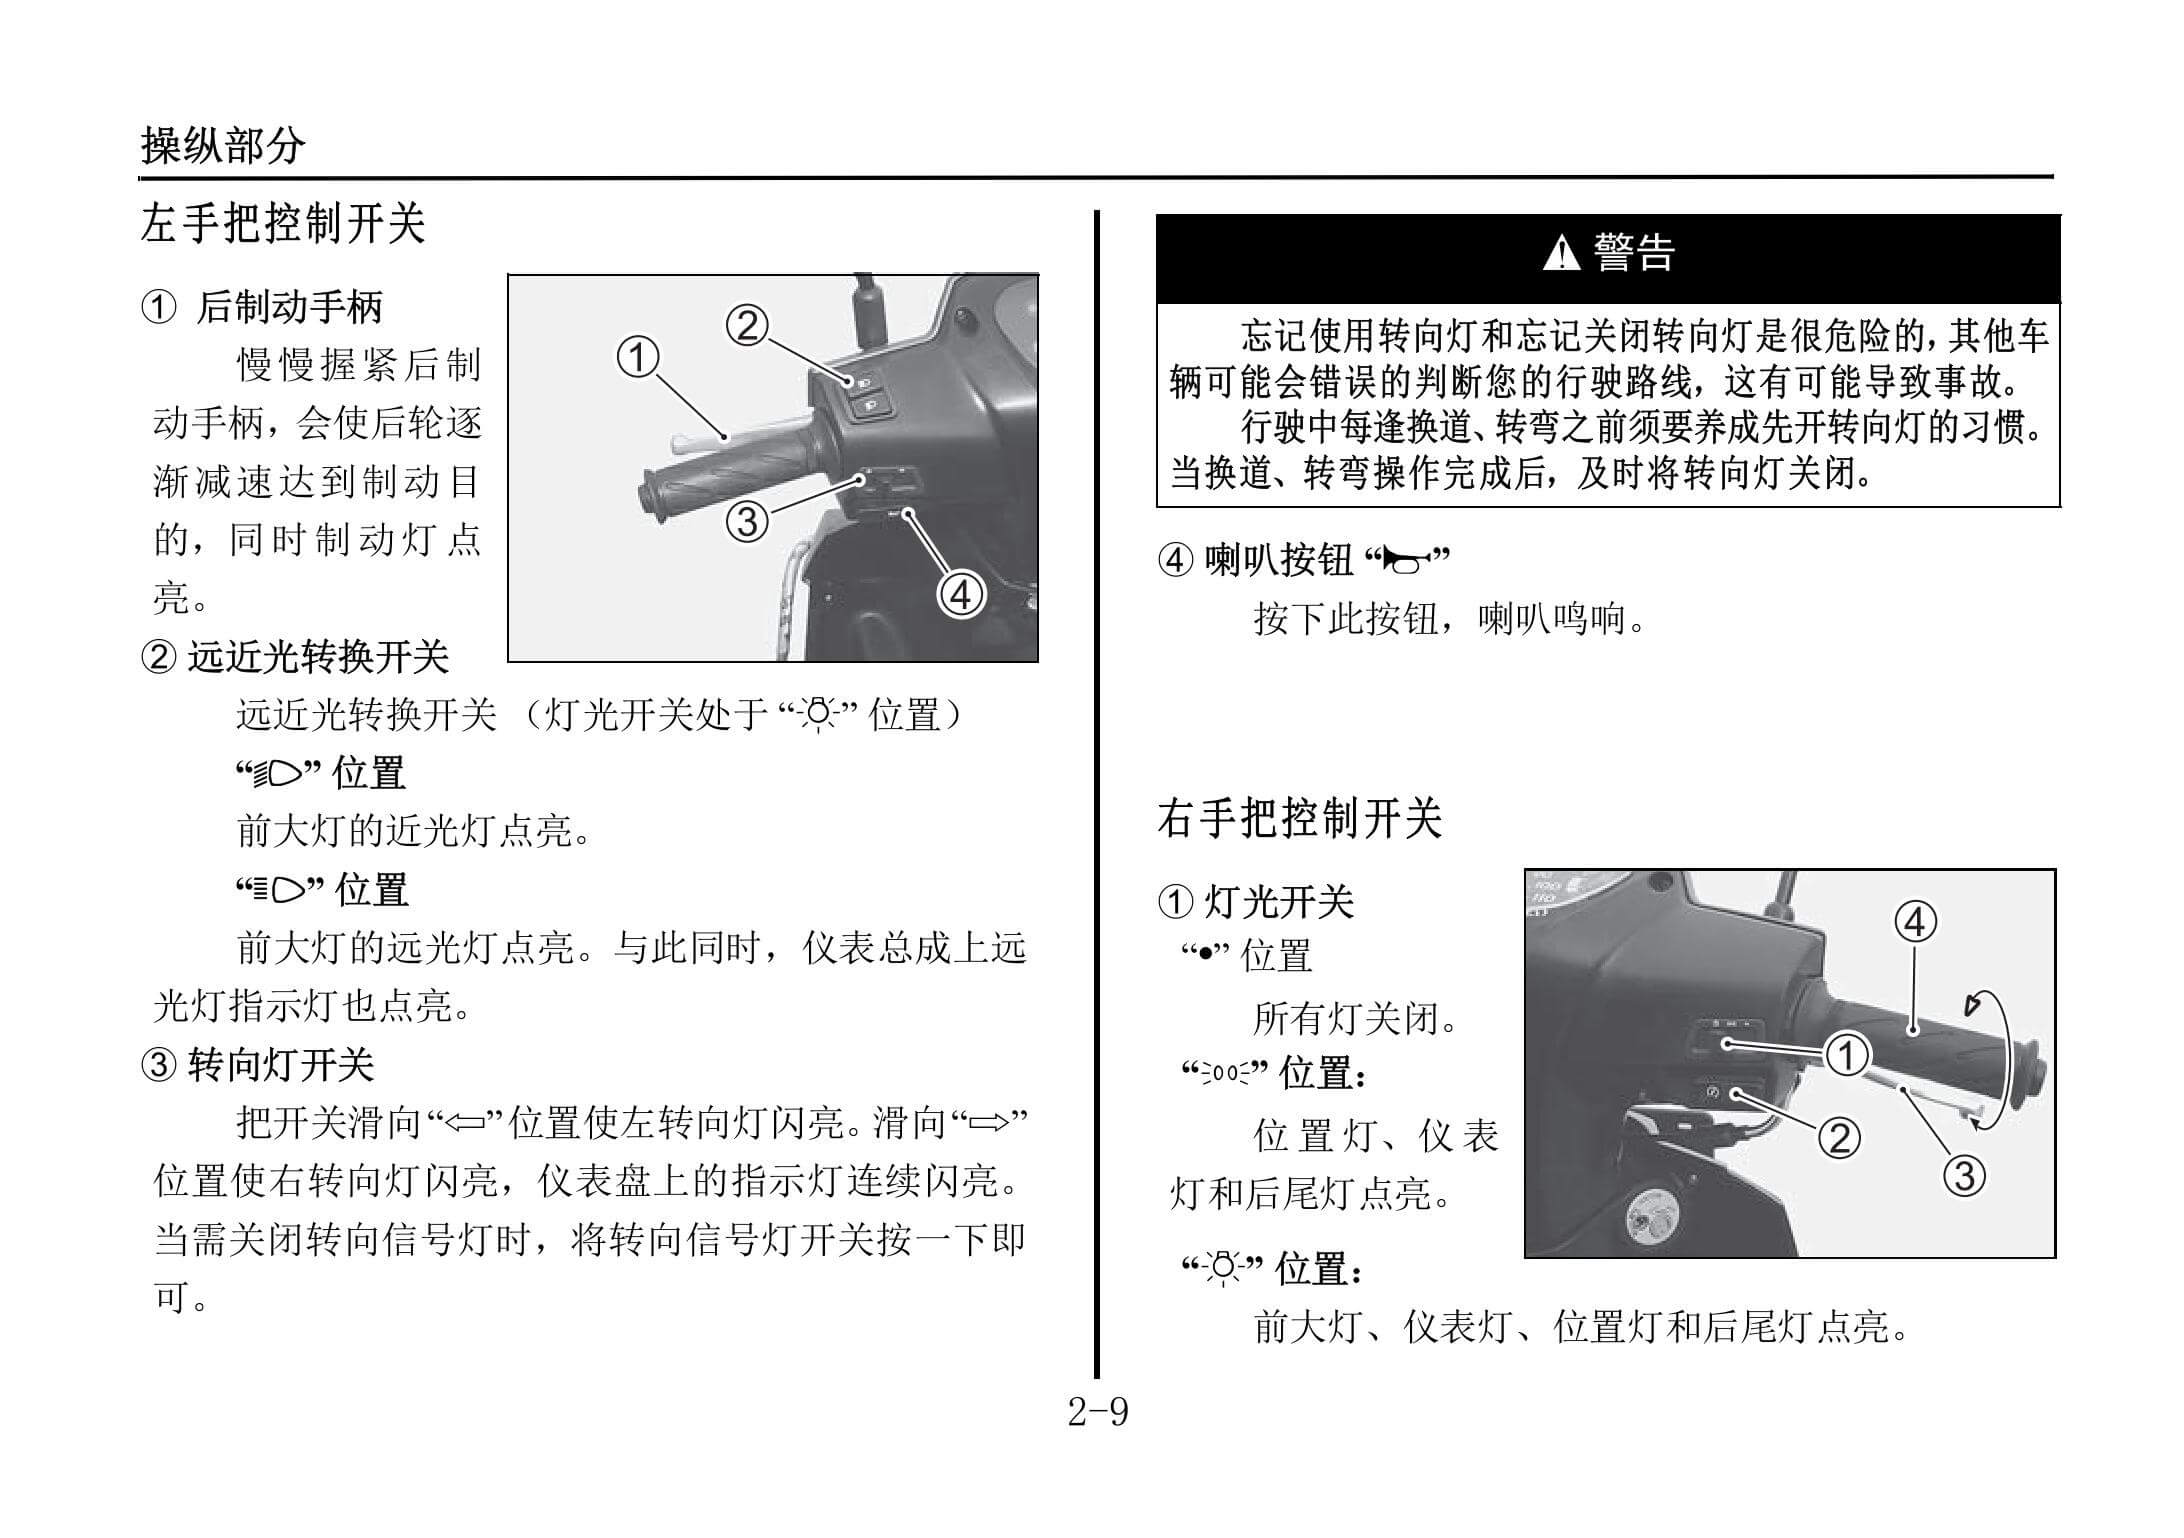 操纵部分
左手把控制开关
① 后制动手柄
慢慢握紧后制
动手柄，会使后轮逐
渐减速达到制动目
的，同时制动灯点
亮。
① ② ③ ④
② 远近光转换开关
远近光转换开关（灯光开关处于“”位置）
“”位置
前大灯的近光灯点亮。
“”位置
前大灯的远光灯点亮。与此同时，仪表总成上远
光灯指示灯也点亮。
③ 转向灯开关
把开关滑向“⇦”位置使左转向灯闪亮。滑向“⇨”
位置使右转向灯闪亮，仪表盘上的指示灯连续闪亮。
当需关闭转向信号灯时，将转向信号灯开关按一下即
可。
警告
忘记使用转向灯和忘记关闭转向灯是很危险的，其他车
辆可能会错误的判断您的行驶路线，这有可能导致事故。
行驶中每逢换道、转弯之前须要养成先开转向灯的习惯。
当换道、转弯操作完成后，及时将转向灯关闭。
④ 喇叭按钮“”
按下此按钮，喇叭鸣响。
右手把控制开关
① 灯光开关
“•”位置
所有灯关闭。
“”位置：
位置灯、仪表
灯和后尾灯点亮。
① ② ③ ④
“”位置：
前大灯、仪表灯、位置灯和后尾灯点亮。
2-9